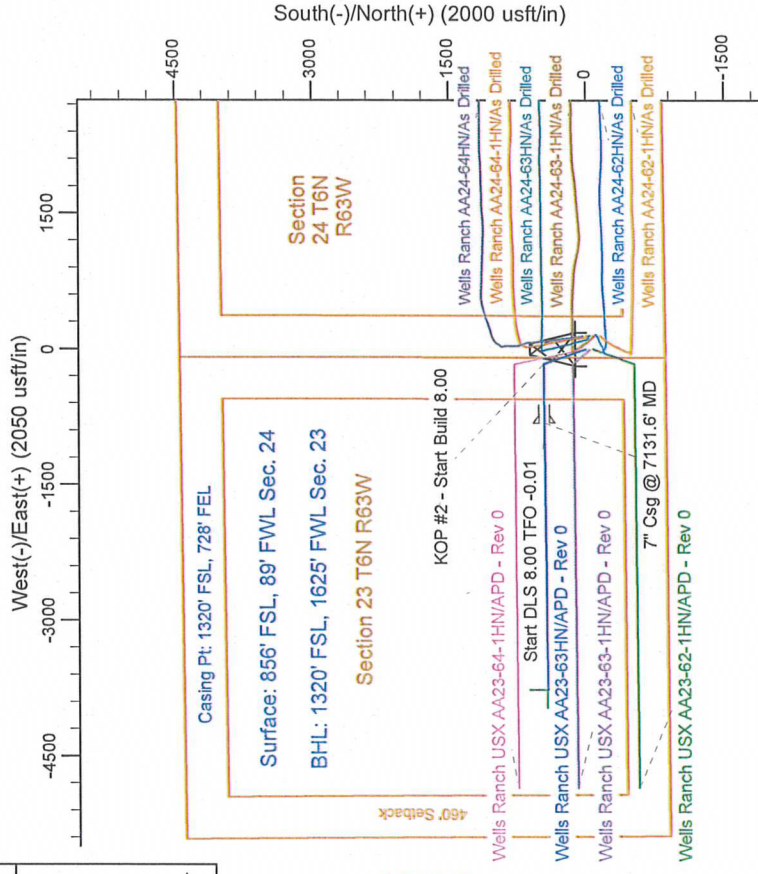 South(-)/North(+) (2000 usft/in)
4500
3000
1500
0
-1500
West(-)/East(+) (2050 usft/in)
1500
0
-1500
-3000
-4500
Section
24 T6N
R63W
Wells Ranch AA24-64HN/As Drilled
Wells Ranch AA24-64-1HN/As Drilled
Wells Ranch AA24-63HN/As Drilled
Wells Ranch AA24-63-1HN/As Drilled
Wells Ranch AA24-62HN/As Drilled
Wells Ranch AA24-62-1HN/As Drilled
Casing Pt: 1320' FSL, 728' FEL
Surface: 856' FSL, 89' FWL Sec. 24
BHL: 1320' FSL, 1625' FWL Sec. 23
Section 23 T6N R63W
KOP #2 - Start Build 8.00
Start DLS 8.00 TFO -0.01
7" Csg @ 7131.6' MD
460' Setback
Wells Ranch USX AA23-64-1HN/APD - Rev 0
Wells Ranch USX AA23-63HN/APD - Rev 0
Wells Ranch USX AA23-63-1HN/APD - Rev 0
Wells Ranch USX AA23-62-1HN/APD - Rev 0